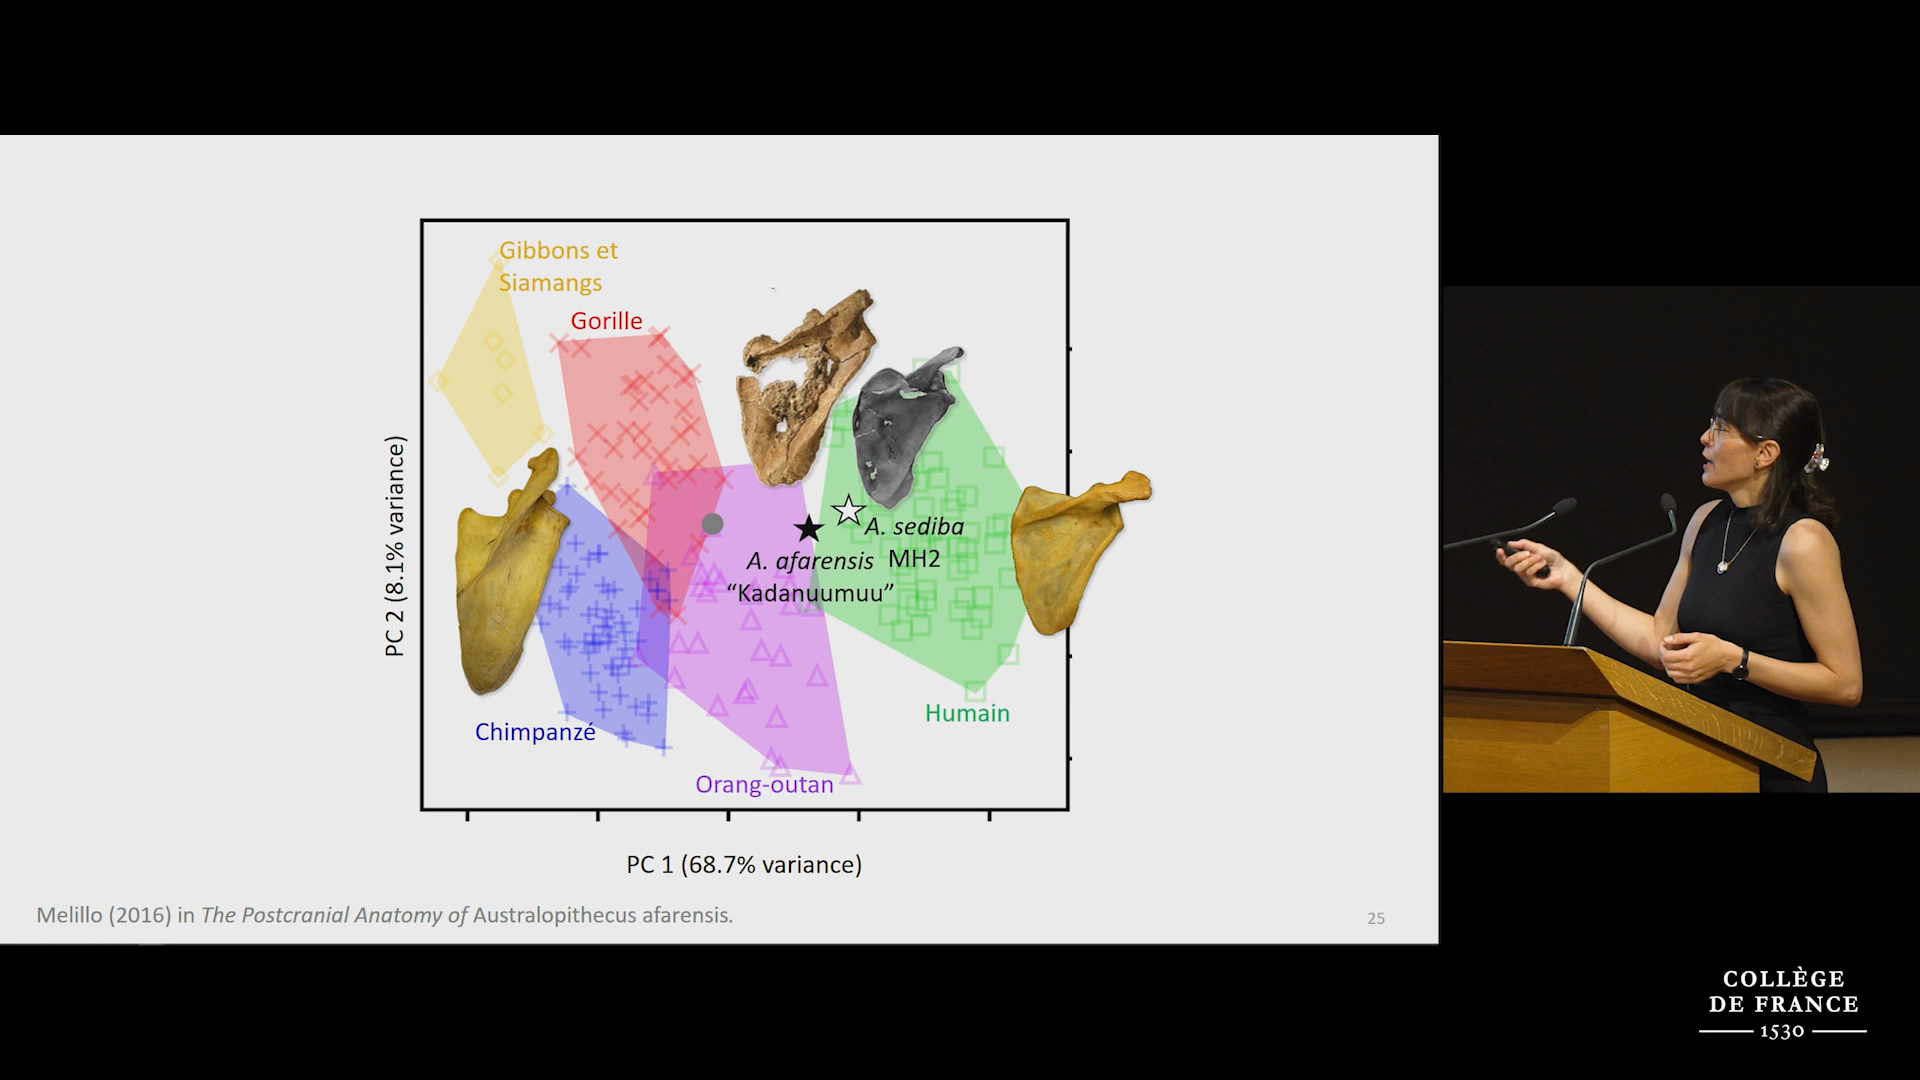 Gibbons et
Siamangs
Gorille
A. sediba
MH2
A. afarensis
“Kadanuumuu”
Humain
Chimpanzé
Orang-outan
PC 2 (8.1% variance)
PC 1 (68.7% variance)
Melillo (2016) in The Postcranial Anatomy of Australopithecus afarensis.
25
COLLÈGE
DE FRANCE
1530